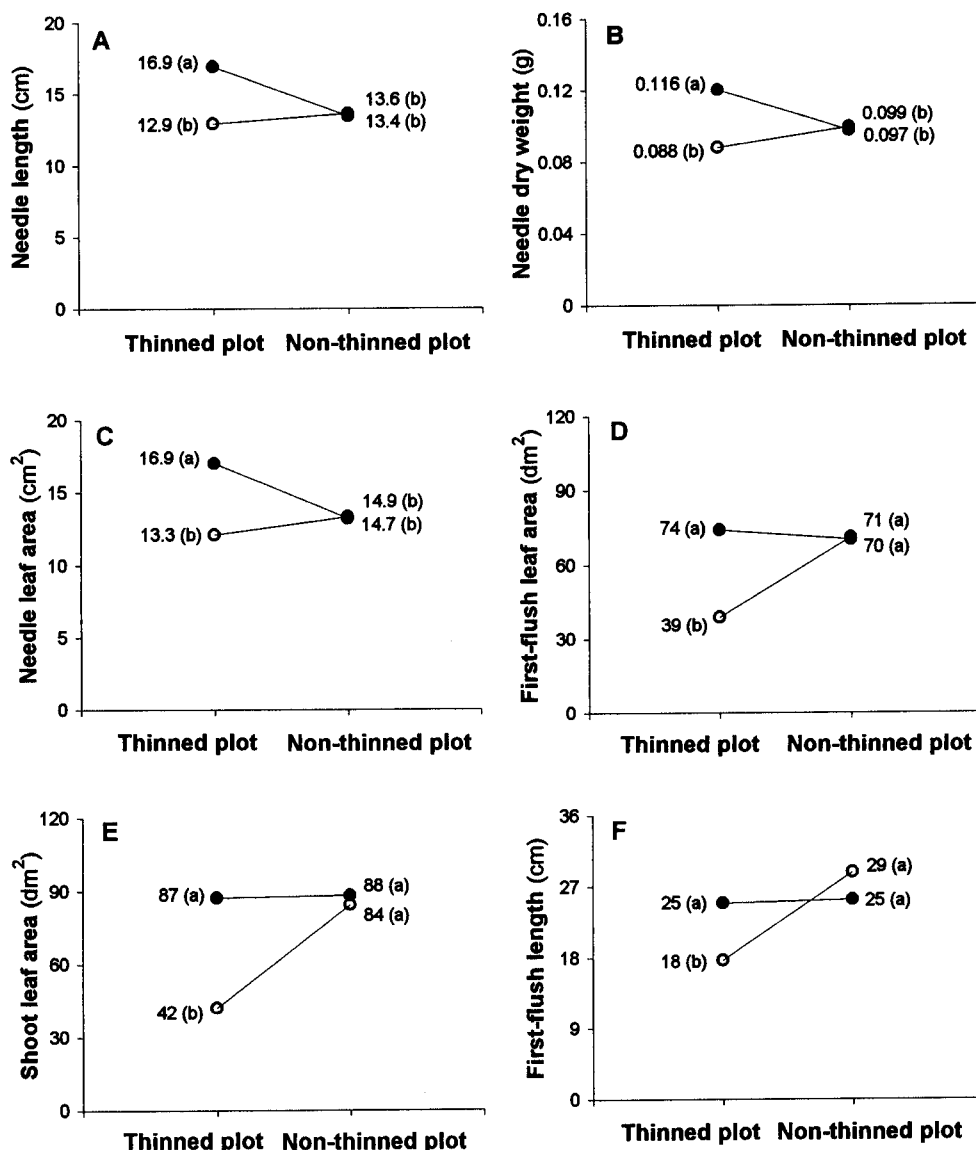 A
Needle length (cm)
20
15
10
5
0
16.9 (a)
12.9 (b)
13.6 (b)
13.4 (b)
Thinned plot Non-thinned plot
B
Needle dry weight (g)
0.16
0.12
0.08
0.04
0
0.116 (a)
0.088 (b)
0.099 (b)
0.097 (b)
Thinned plot Non-thinned plot
C
Needle leaf area (cm²)
20
15
10
5
0
16.9 (a)
13.3 (b)
14.9 (b)
14.7 (b)
Thinned plot Non-thinned plot
D
First-flush leaf area (dm²)
120
90
60
30
0
74 (a)
39 (b)
71 (a)
70 (a)
Thinned plot Non-thinned plot
E
Shoot leaf area (dm²)
120
90
60
30
0
87 (a)
42 (b)
88 (a)
84 (a)
Thinned plot Non-thinned plot
F
First-flush length (cm)
36
27
18
9
0
25 (a)
18 (b)
29 (a)
25 (a)
Thinned plot Non-thinned plot